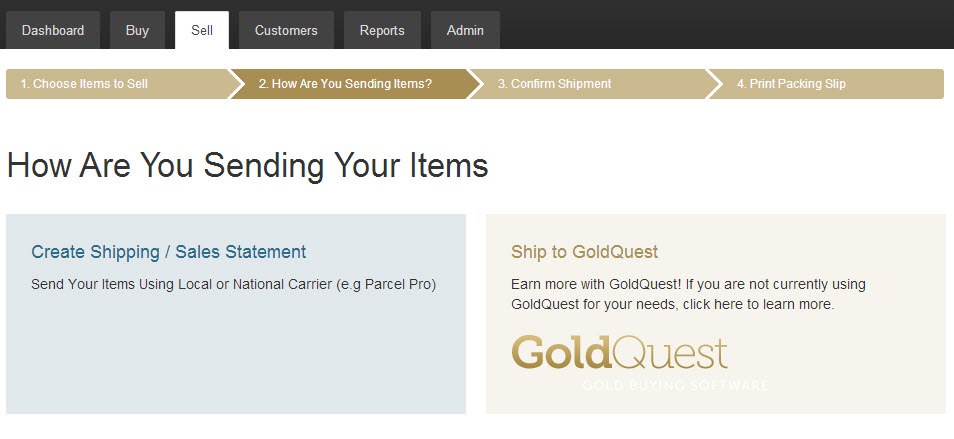 Dashboard Buy Sell Customers Reports Admin
1. Choose Items to Sell 2. How Are You Sending Items? 3. Confirm Shipment 4. Print Packing Slip
How Are You Sending Your Items
Create Shipping / Sales Statement
Send Your Items Using Local or National Carrier (e.g Parcel Pro)
Ship to GoldQuest
Earn more with GoldQuest! If you are not currently using
GoldQuest for your needs, click here to learn more.
GoldQuest
GOLD BUYING SOFTWARE